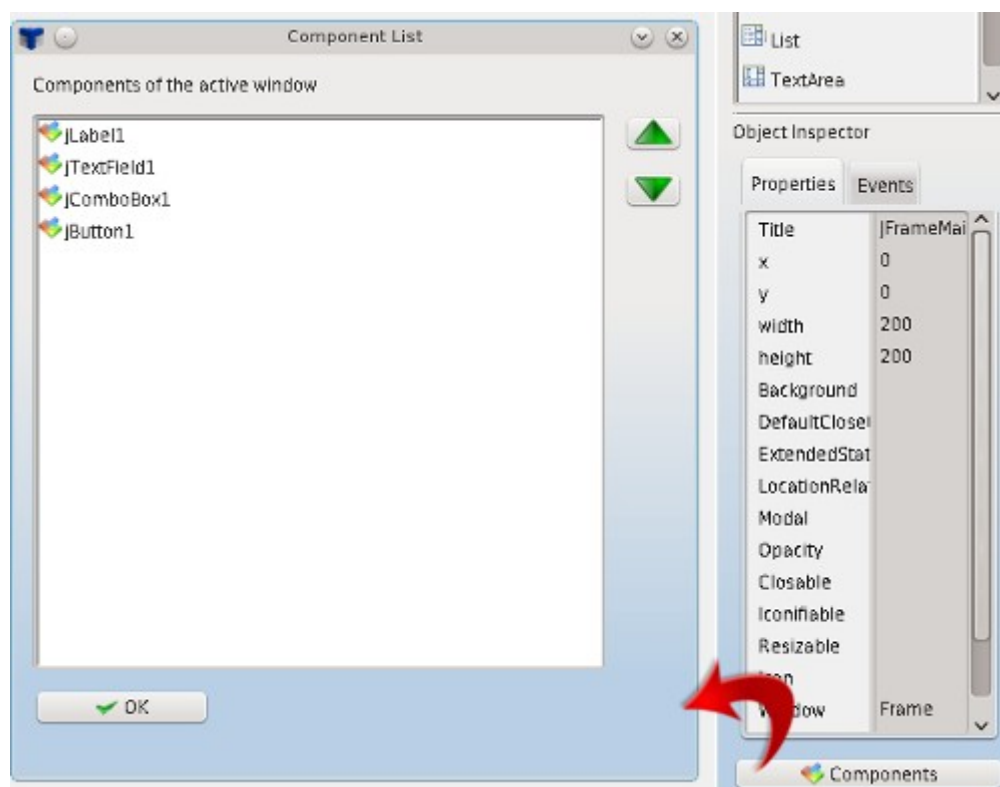 Component List
Components of the active window
jLabel1
jTextField1
jComboBox1
jButton1
OK
List
TextArea
Object Inspector
Properties Events
Title jFrameMai
x 0
y 0
width 200
height 200
Background
DefaultClose
ExtendedStat
LocationRela
Modal
Opacity
Closable
Iconifiable
Resizable
Frame
Components